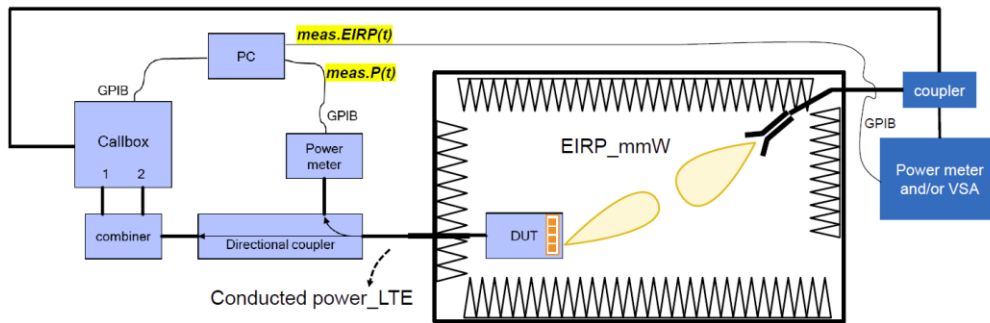 meas.EIRP(t)
PC
meas.P(t)
GPIB
GPIB
coupler
GPIB
Callbox
1 2
Power
meter
EIRP_mmW
Power meter
and/or VSA
combiner
Directional coupler
DUT
Conducted power_LTE